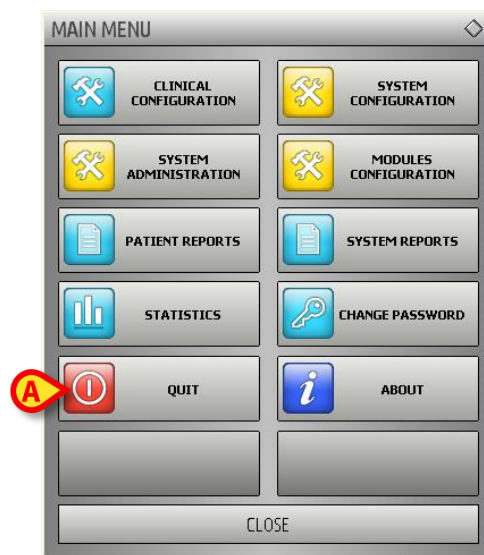 MAIN MENU
CLINICAL
CONFIGURATION
SYSTEM
CONFIGURATION
SYSTEM
ADMINISTRATION
MODULES
CONFIGURATION
PATIENT REPORTS
SYSTEM REPORTS
STATISTICS
CHANGE PASSWORD
A
QUIT
i
ABOUT
CLOSE